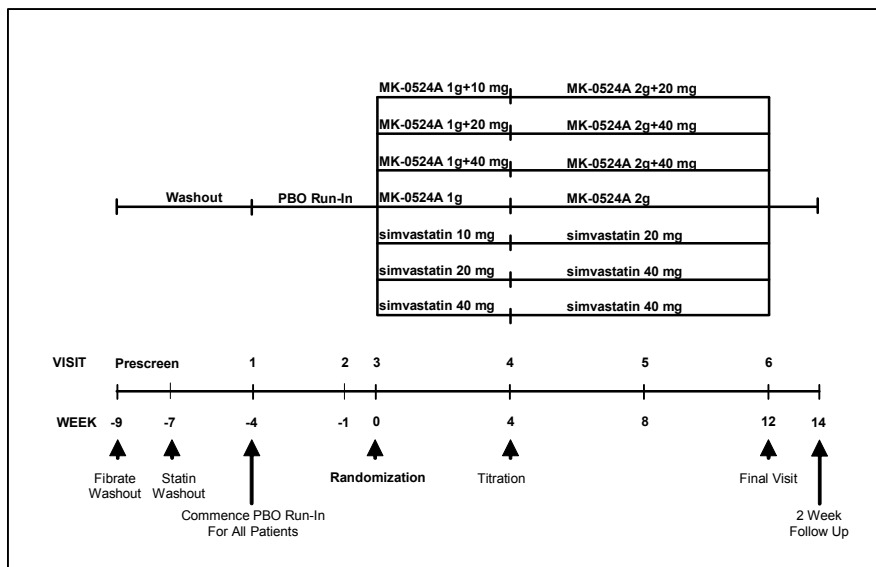 MK-0524A 1g+10 mg MK-0524A 2g+20 mg
MK-0524A 1g+20 mg MK-0524A 2g+40 mg
MK-0524A 1g+40 mg MK-0524A 2g+40 mg
Washout PBO Run-In MK-0524A 1g MK-0524A 2g
simvastatin 10 mg simvastatin 20 mg
simvastatin 20 mg simvastatin 40 mg
simvastatin 40 mg simvastatin 40 mg
VISIT Prescreen 1 2 3 4 5 6
WEEK -9 -7 -4 -1 0 4 8 12 14
Fibrate Statin Randomization Titration Final Visit
Washout Washout
Commence PBO Run-In 2 Week
For All Patients Follow Up